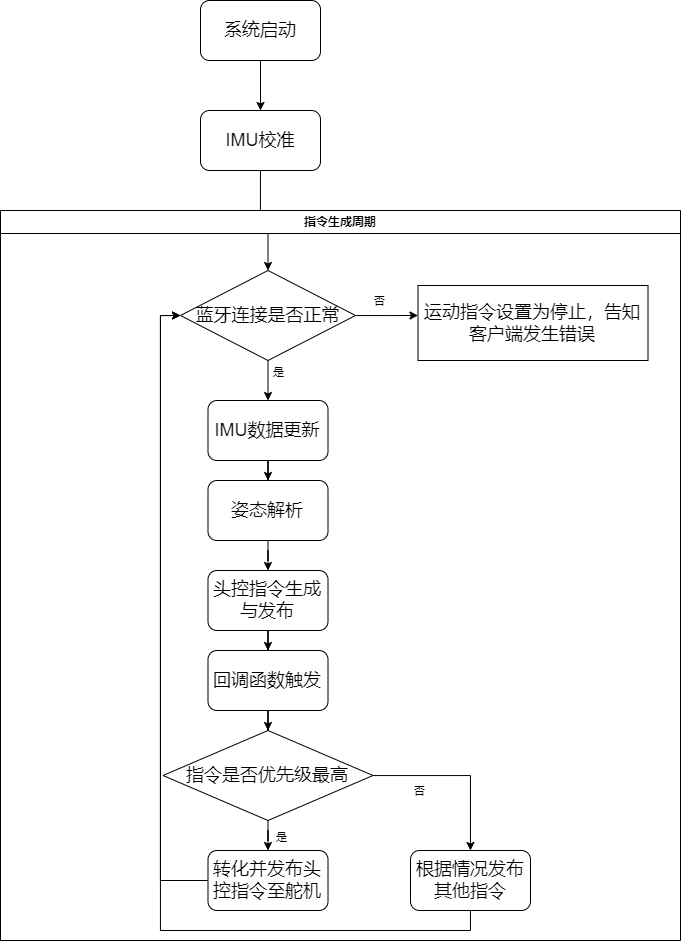 系统启动
IMU校准
指令生成周期
蓝牙连接是否正常
否
运动指令设置为停止，告知
客户端发生错误
是
IMU数据更新
姿态解析
头控指令生成
与发布
回调函数触发
指令是否优先级最高
否
是
转化并发布头
控指令至舵机
根据情况发布
其他指令